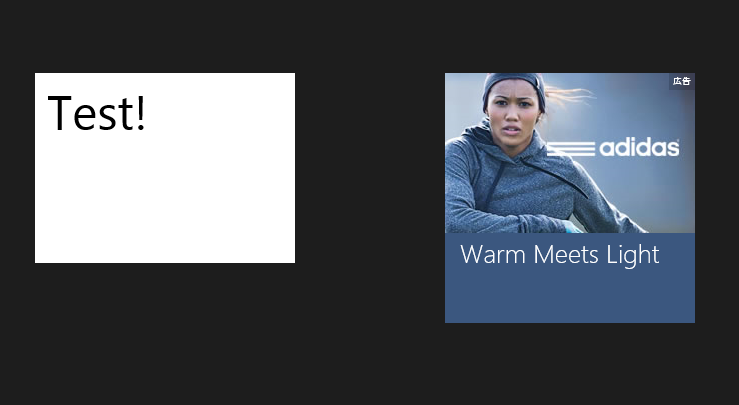 Test!
広告
adidas
Warm Meets Light